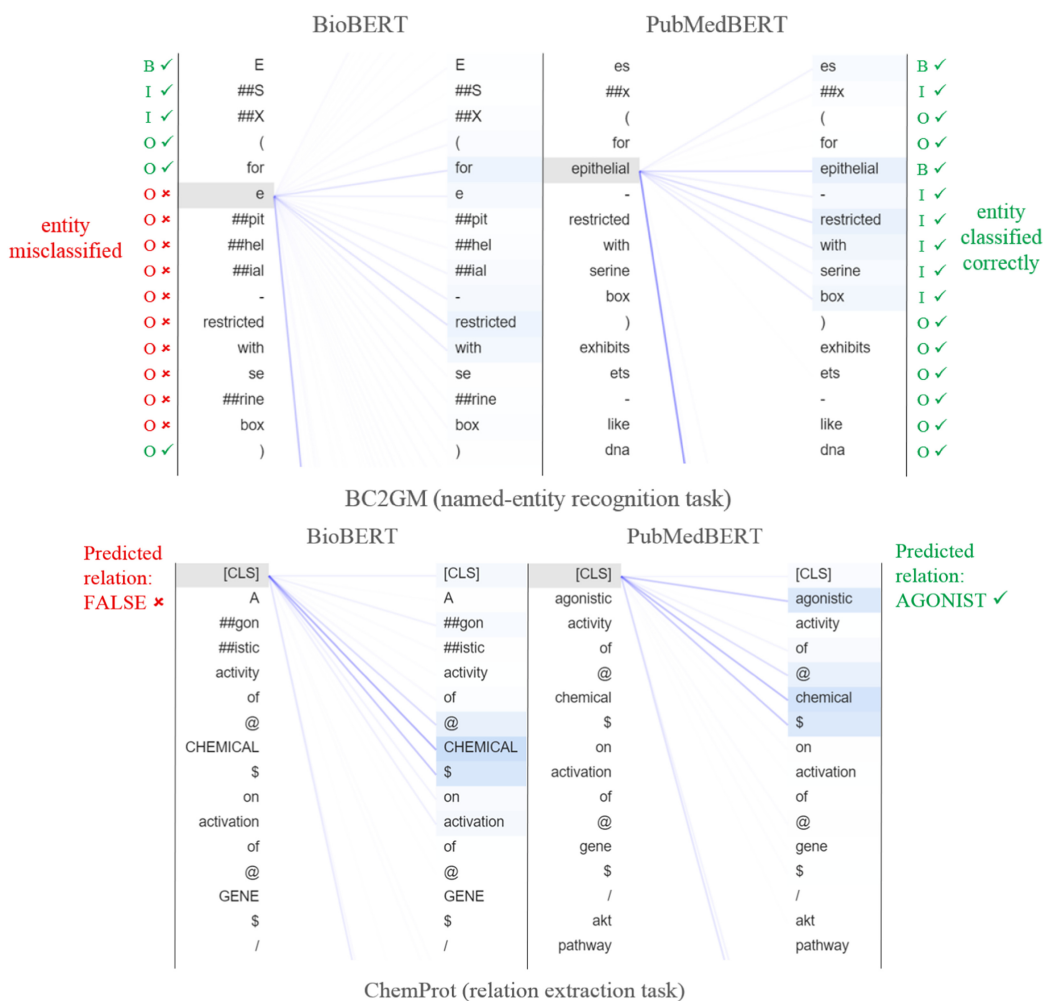 BioBERT PubMedBERT
B ✓ E E es es B ✓
I ✓ ##S ##S ##x ##x I ✓
I ✓ ##X ##X ( ( O ✓
O ✓ ( ( for for O ✓
O ✓ for for epithelial epithelial B ✓
O ✗ e e - - I ✓
O ✗ ##pit ##pit restricted restricted I ✓
entity misclassified
O ✗ ##hel ##hel with with I ✓
entity classified correctly
O ✗ ##ial ##ial serine serine I ✓
O ✗ - - box box I ✓
O ✗ restricted restricted ) ) O ✓
O ✗ with with exhibits exhibits O ✓
O ✗ se se ets ets O ✓
O ✗ ##rine ##rine - - O ✓
O ✗ box box like like O ✓
O ✓ ) ) dna dna O ✓
BC2GM (named-entity recognition task)
BioBERT PubMedBERT
Predicted relation: FALSE ✗
Predicted relation: AGONIST ✓
[CLS] [CLS] [CLS] [CLS]
A A agonistic agonistic
##gon ##gon activity activity
##istic ##istic of of
activity activity @ @
of of chemical chemical
@ @ $ $
CHEMICAL CHEMICAL on on
$ $ activation activation
on on of of
activation activation @ @
of of gene gene
@ @ $ $
GENE GENE / /
$ $ akt akt
/ / pathway pathway
ChemProt (relation extraction task)